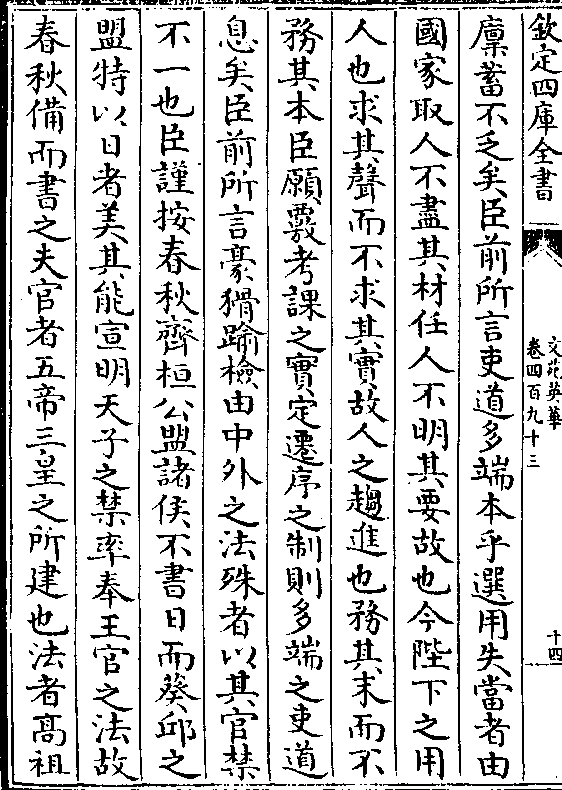 欽定四庫全書
文苑英華
卷四百九十三
十四
廪蓄不乏矣臣前所言吏道多端本乎選用失當者由
國家取人不盡其材任人不明其要故也今陛下之用
人也求其聲而不求其實故人之趨進也務其末而不
務其本臣願覈考課之實定遷序之制則多端之吏道
息矣臣前所言豪猾踰檢由中外之法殊者以其官禁
不一也臣謹按春秋齊桓公盟諸侯不書日而葵邱之
盟特以日者美其能宣明天子之禁率奉王官之法故
春秋備而書之夫官者五帝三皇之所建也法者高祖